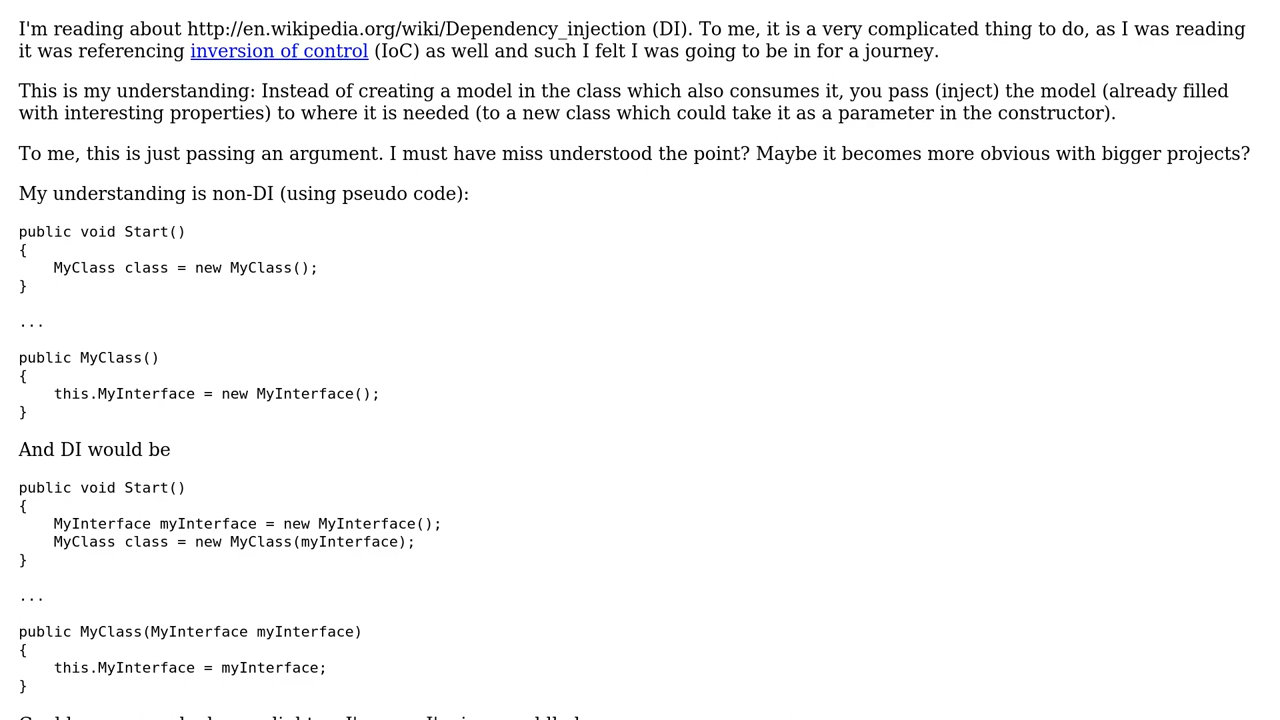 I'm reading about http://en.wikipedia.org/wiki/Dependency_injection (DI). To me, it is a very complicated thing to do, as I was reading
it was referencing inversion of control (IoC) as well and such I felt I was going to be in for a journey.
This is my understanding: Instead of creating a model in the class which also consumes it, you pass (inject) the model (already filled
with interesting properties) to where it is needed (to a new class which could take it as a parameter in the constructor).
To me, this is just passing an argument. I must have miss understood the point? Maybe it becomes more obvious with bigger projects?
My understanding is non-DI (using pseudo code):
public void Start()
{
    MyClass class = new MyClass();
}
...
public MyClass()
{
    this.MyInterface = new MyInterface();
}
And DI would be
public void Start()
{
    MyInterface myInterface = new MyInterface();
    MyClass class = new MyClass(myInterface);
}
...
public MyClass(MyInterface myInterface)
{
    this.MyInterface = myInterface;
}